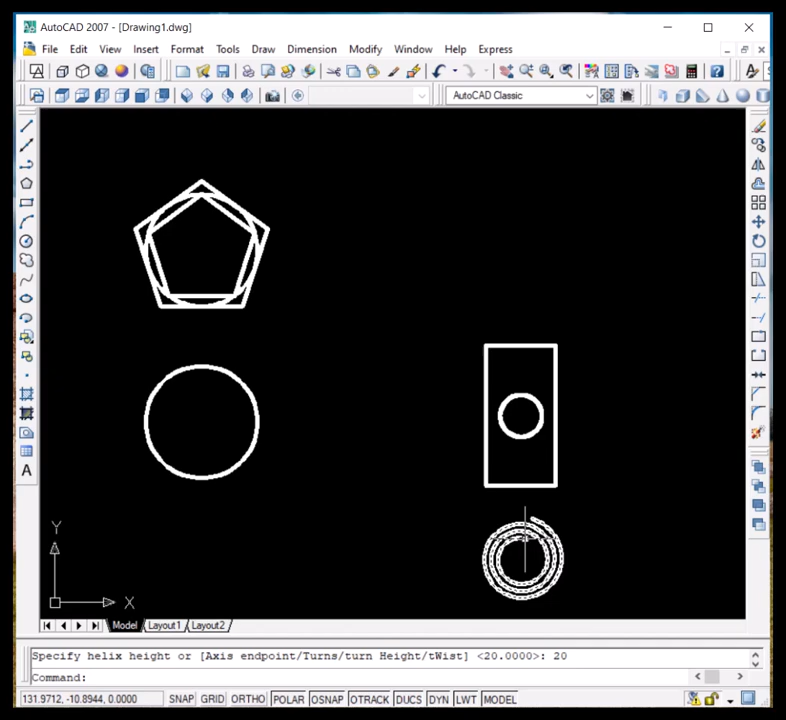 AutoCAD 2007 - [Drawing1.dwg]
File Edit View Insert Format Tools Draw Dimension Modify Window Help Express
AutoCAD Classic
A
Y
X
Model Layout1 Layout2
Specify helix height or [Axis endpoint/Turns/turn Height/tWist] <20.0000>: 20
Command:
131.9712, -10.8944, 0.0000 SNAP GRID ORTHO POLAR OSNAP OTRACK DUCS DYN LWT MODEL